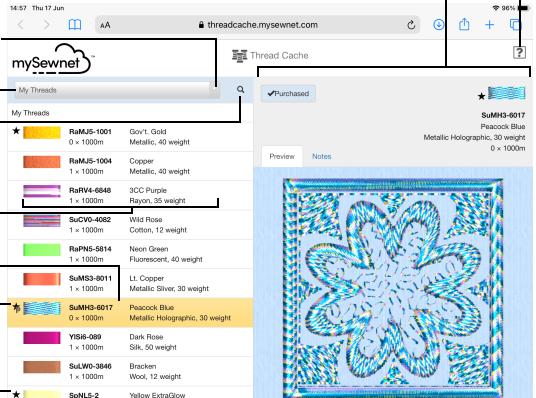 14:57 Thu 17 Jun
96%
AA
threadcache.mysewnet.com
mySewnet™
Thread Cache
?
My Threads
Purchased
My Threads
SuMH3-6017
Peacock Blue
Metallic Holographic, 30 weight
0 × 1000m
Preview
Notes
RaMJ5-1001 Gov't. Gold
0 × 1000m Metallic, 40 weight
RaMJ5-1004 Copper
1 × 1000m Metallic, 40 weight
RaRV4-6848 3CC Purple
1 × 1000m Rayon, 35 weight
SuCV0-4082 Wild Rose
1 × 1000m Cotton, 12 weight
RaPN5-5814 Neon Green
1 × 1000m Fluorescent, 40 weight
SuMS3-8011 Lt. Copper
1 × 1000m Metallic Sliver, 30 weight
SuMH3-6017 Peacock Blue
0 × 1000m Metallic Holographic, 30 weight
YlSi6-089 Dark Rose
1 × 1000m Silk, 50 weight
SuLW0-3846 Bracken
1 × 1000m Wool, 12 weight
SpNL5-2 Yellow ExtraGlow